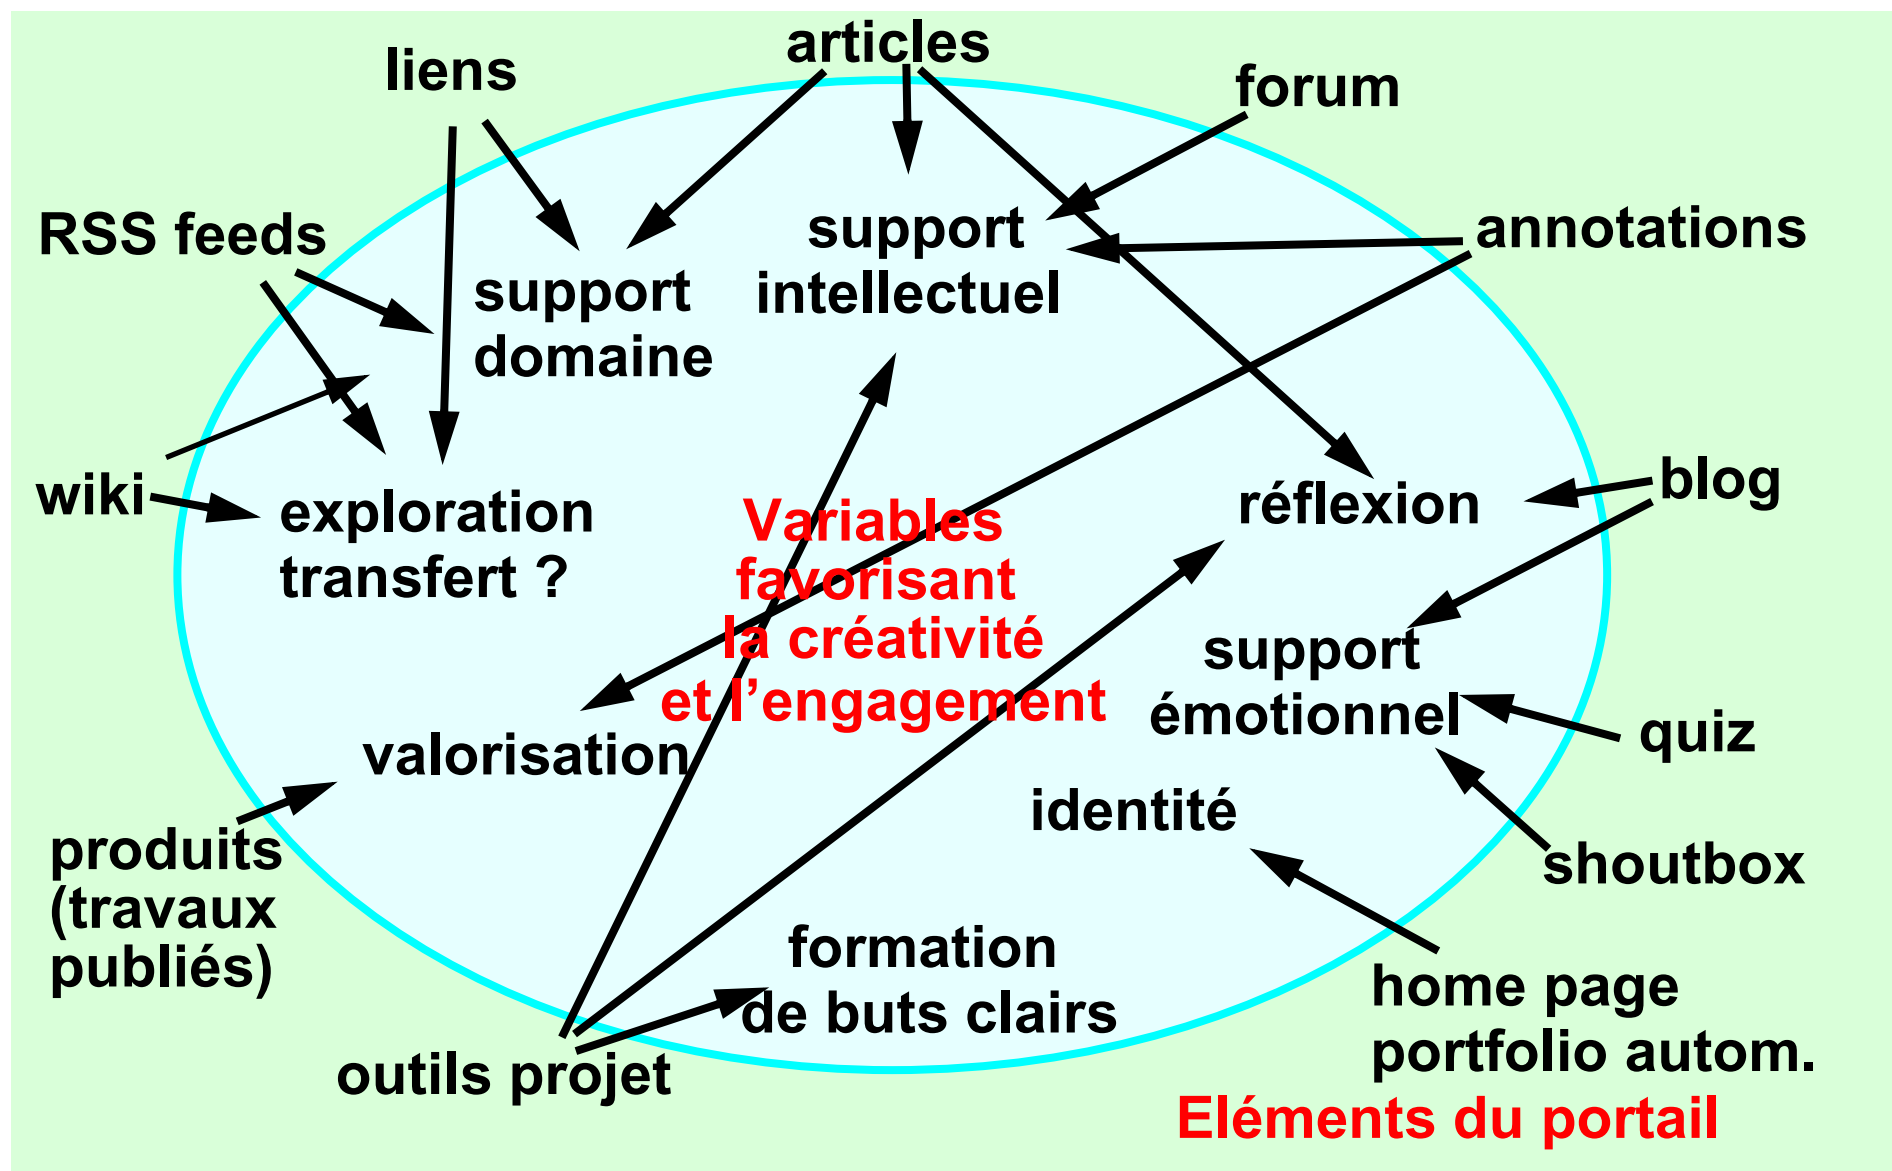 articles
liens
forum
RSS feeds
annotations
support
intellectuel
support
domaine
wiki
blog
exploration
transfert ?
réflexion
Variables
favorisant
la créativité
et l’engagement
support
émotionnel
valorisation
quiz
identité
produits
(travaux
publiés)
shoutbox
formation
de buts clairs
home page
portfolio autom.
outils projet
Eléments du portail